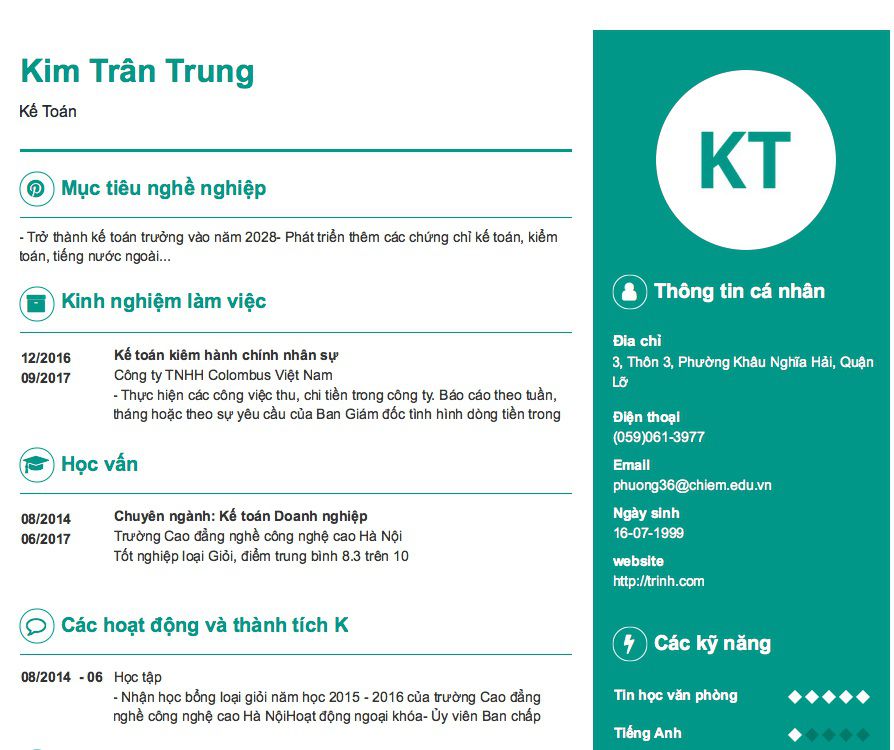 Kim Trân Trung
Kế Toán
Mục tiêu nghề nghiệp
- Trở thành kế toán trưởng vào năm 2028- Phát triển thêm các chứng chỉ kế toán, kiểm
toán, tiếng nước ngoài...
Kinh nghiệm làm việc
12/2016
09/2017
Kế toán kiêm hành chính nhân sự
Công ty TNHH Colombus Việt Nam
- Thực hiện các công việc thu, chi tiền trong công ty. Báo cáo theo tuần,
tháng hoặc theo sự yêu cầu của Ban Giám đốc tình hình dòng tiền trong
Học vấn
08/2014
06/2017
Chuyên ngành: Kế toán Doanh nghiệp
Trường Cao đẳng nghề công nghệ cao Hà Nội
Tốt nghiệp loại Giỏi, điểm trung bình 8.3 trên 10
Các hoạt động và thành tích K
08/2014 - 06 Học tập
- Nhận học bổng loại giỏi năm học 2015 - 2016 của trường Cao đẳng
nghề công nghệ cao Hà NộiHoạt động ngoại khóa- Ủy viên Ban chấp
KT
Thông tin cá nhân
Đia chỉ
3, Thôn 3, Phường Khâu Nghĩa Hải, Quận
Lỡ
Điện thoại
(059)061-3977
Email
phuong36@chiem.edu.vn
Ngày sinh
16-07-1999
website
http://trinh.com
Các kỹ năng
Tin học văn phòng
Tiếng Anh